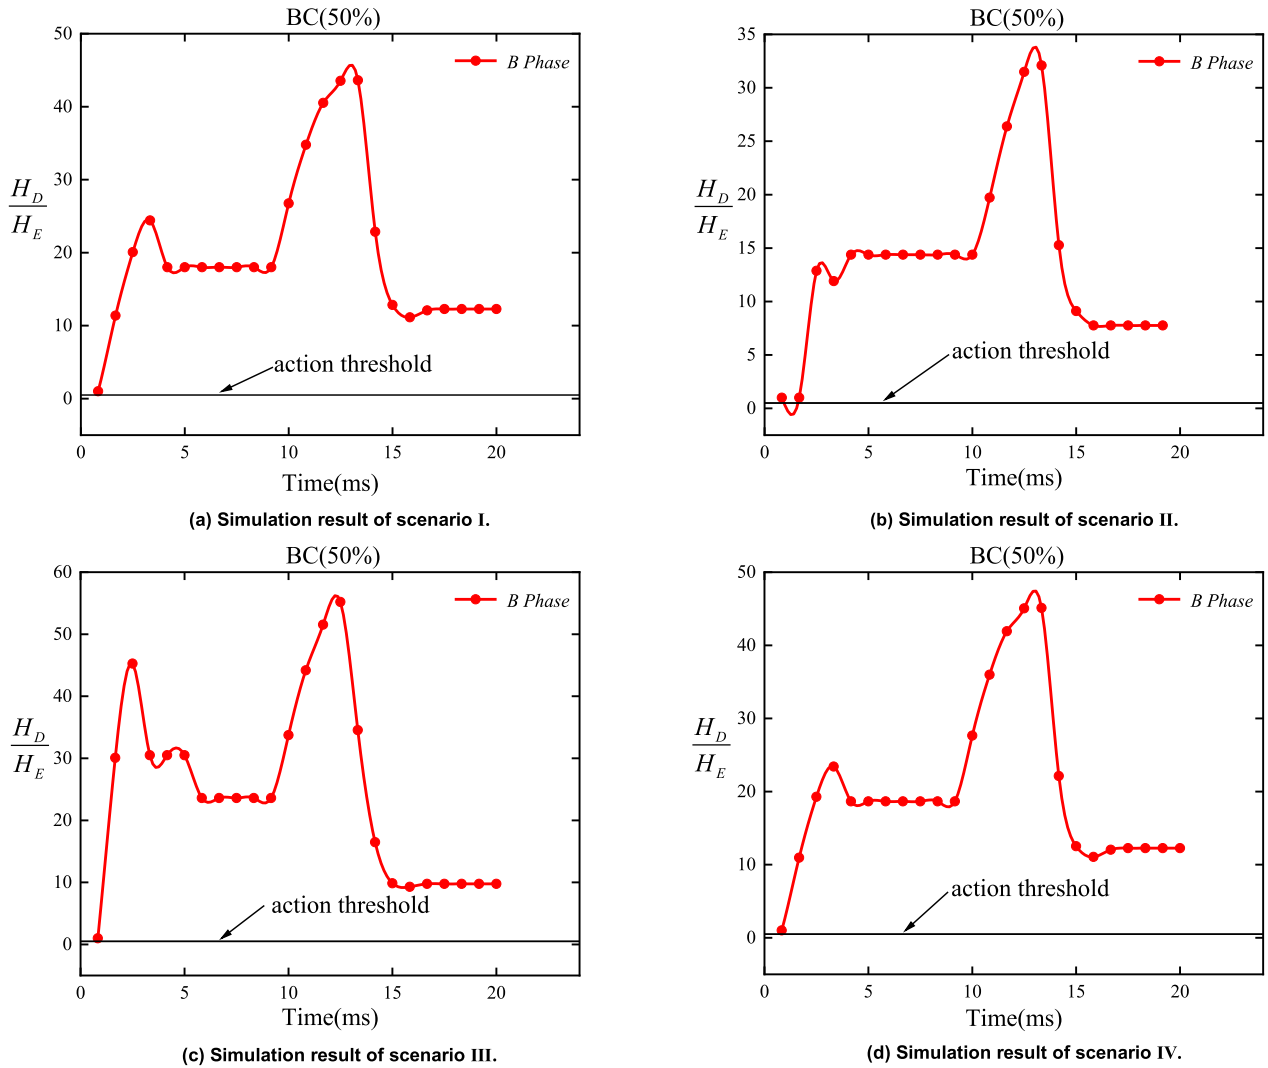 BC(50%)
50
40
30
20
10
0
H_D
H_E
B Phase
action threshold
0 5 10 15 20
Time(ms)
(a) Simulation result of scenario I.
BC(50%)
35
30
25
20
15
10
5
0
H_D
H_E
B Phase
action threshold
0 5 10 15 20
Time(ms)
(b) Simulation result of scenario II.
BC(50%)
60
50
40
30
20
10
0
H_D
H_E
B Phase
action threshold
0 5 10 15 20
Time(ms)
(c) Simulation result of scenario III.
BC(50%)
50
40
30
20
10
0
H_D
H_E
B Phase
action threshold
0 5 10 15 20
Time(ms)
(d) Simulation result of scenario IV.